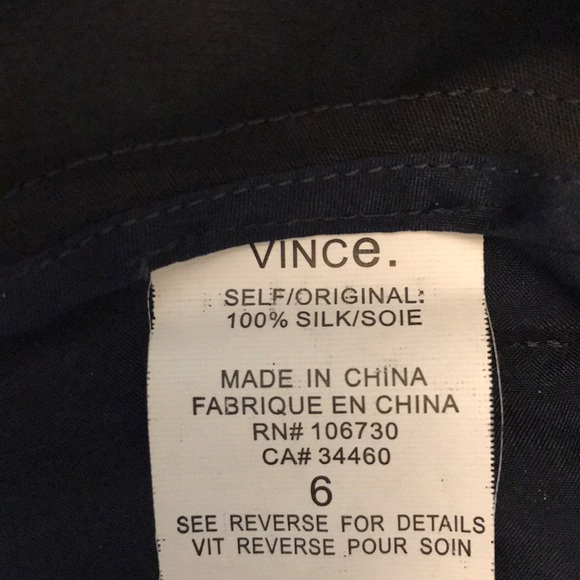 VINCe.
SELF/ORIGINAL:
100% SILK/SOIE
MADE IN CHINA
FABRIQUE EN CHINA
RN# 106730
CA# 34460
6
SEE REVERSE FOR DETAILS
VIT REVERSE POUR SOIN